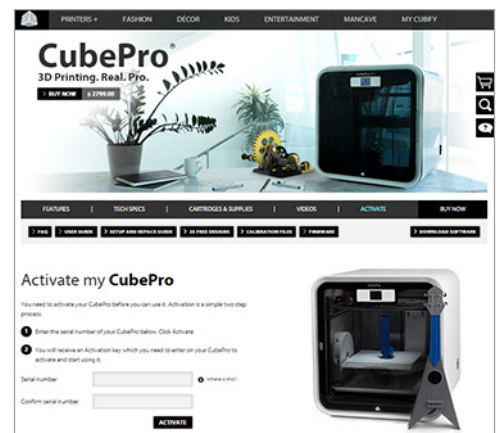 PRINTERS + FASHION DÉCOR KIDS ENTERTAINMENT MANCAVE MY CUBIFY
CubePro®
3D Printing. Real. Pro.
> BUY NOW $ 2799.00
FEATURES | TECH SPECS | CARTRIDGES & SUPPLIES | VIDEOS | ACTIVATE BUY NOW
> FAQ > USER GUIDE > SETUP AND REPACK GUIDE > 25 FREE DESIGNS > CALIBRATION FILES > FIRMWARE > DOWNLOAD SOFTWARE
Activate my CubePro
You need to activate your CubePro before you can use it. Activation is a simple two step
process.
1 Enter the serial number of your CubePro below. Click Activate
2 You will receive an Activation key which you need to enter on your CubePro to
activate and start using it.
Serial number Where is this?
Confirm serial number
ACTIVATE